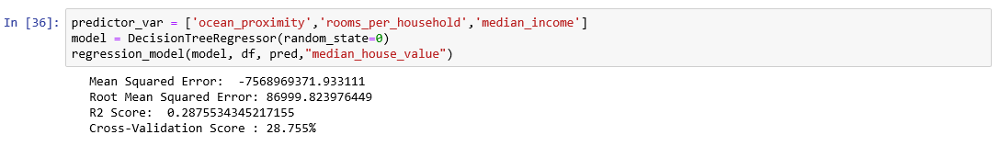 In [36]: predictor_var = ['ocean_proximity','rooms_per_household','median_income']
model = DecisionTreeRegressor(random_state=0)
regression_model(model, df, pred,"median_house_value")
Mean Squared Error:  -7568969371.933111
Root Mean Squared Error: 86999.823976449
R2 Score:  0.2875534345217155
Cross-Validation Score : 28.755%